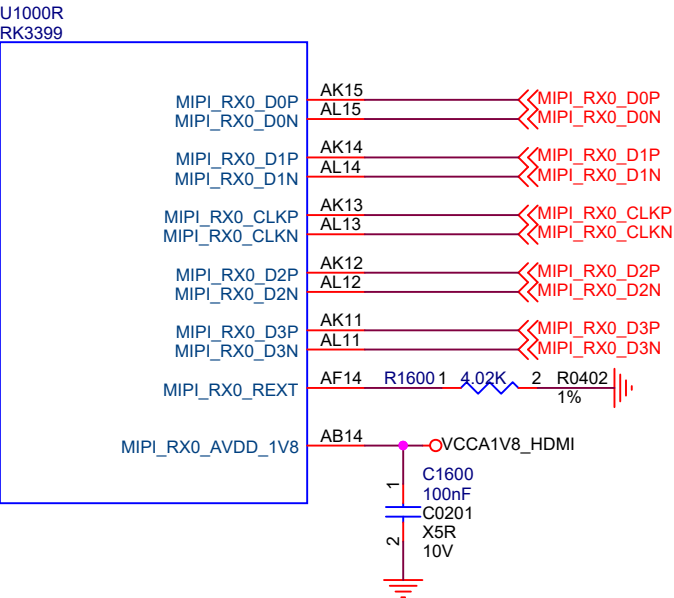 U1000R
RK3399
MIPI_RX0_D0P AK15 MIPI_RX0_D0P
MIPI_RX0_D0N AL15 MIPI_RX0_D0N
MIPI_RX0_D1P AK14 MIPI_RX0_D1P
MIPI_RX0_D1N AL14 MIPI_RX0_D1N
MIPI_RX0_CLKP AK13 MIPI_RX0_CLKP
MIPI_RX0_CLKN AL13 MIPI_RX0_CLKN
MIPI_RX0_D2P AK12 MIPI_RX0_D2P
MIPI_RX0_D2N AL12 MIPI_RX0_D2N
MIPI_RX0_D3P AK11 MIPI_RX0_D3P
MIPI_RX0_D3N AL11 MIPI_RX0_D3N
MIPI_RX0_REXT AF14 R1600 1 4.02K 2 R0402
1%
MIPI_RX0_AVDD_1V8 AB14 VCCA1V8_HDMI
C1600
1 100nF
C0201
X5R
2 10V